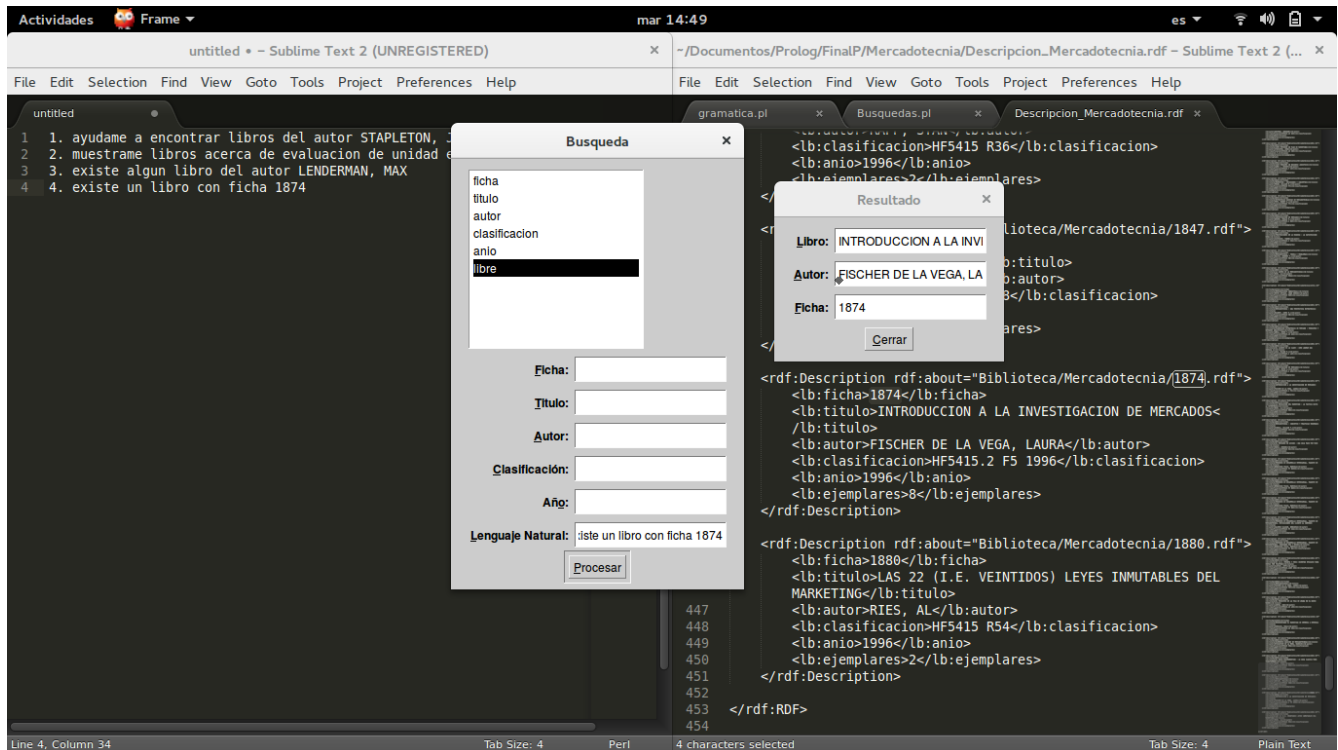 Actividades Frame mar 14:49 es
untitled • – Sublime Text 2 (UNREGISTERED) ×
File Edit Selection Find View Goto Tools Project Preferences Help
untitled
1 1. ayudame a encontrar libros del autor STAPLETON,
2 2. muestrame libros acerca de evaluacion de unidad
3 3. existe algun libro del autor LENDERMAN, MAX
4 4. existe un libro con ficha 1874
Line 4, Column 34 Tab Size: 4 Perl
Busqueda ×
ficha
titulo
autor
clasificacion
anio
libre
Ficha:
Titulo:
Autor:
Clasificación:
Año:
Lenguaje Natural: iste un libro con ficha 1874
Procesar
~/Documentos/Prolog/FinalP/Mercadotecnia/Descripcion_Mercadotecnia.rdf – Sublime Text 2 (... ×
File Edit Selection Find View Goto Tools Project Preferences Help
gramatica.pl × Busquedas.pl × Descripcion_Mercadotecnia.rdf ×
<lb:clasificacion>HF5415 R36</lb:clasificacion>
<lb:anio>1996</lb:anio>
<lb:ejemplares>2</lb:ejemplares>
</
<r lioteca/Mercadotecnia/1847.rdf">
b:titulo>
b:autor>
8</lb:clasificacion>
ares>
</
Resultado ×
Libro: INTRODUCCION A LA INVE
Autor: FISCHER DE LA VEGA, LA
Ficha: 1874
Cerrar
<rdf:Description rdf:about="Biblioteca/Mercadotecnia/1874.rdf">
<lb:ficha>1874</lb:ficha>
<lb:titulo>INTRODUCCION A LA INVESTIGACION DE MERCADOS<
/lb:titulo>
<lb:autor>FISCHER DE LA VEGA, LAURA</lb:autor>
<lb:clasificacion>HF5415.2 F5 1996</lb:clasificacion>
<lb:anio>1996</lb:anio>
<lb:ejemplares>8</lb:ejemplares>
</rdf:Description>
<rdf:Description rdf:about="Biblioteca/Mercadotecnia/1880.rdf">
<lb:ficha>1880</lb:ficha>
<lb:titulo>LAS 22 (I.E. VEINTIDOS) LEYES INMUTABLES DEL
MARKETING</lb:titulo>
447 <lb:autor>RIES, AL</lb:autor>
448 <lb:clasificacion>HF5415 R54</lb:clasificacion>
449 <lb:anio>1996</lb:anio>
450 <lb:ejemplares>2</lb:ejemplares>
451 </rdf:Description>
452
453 </rdf:RDF>
454
4 characters selected Tab Size: 4 Plain Text